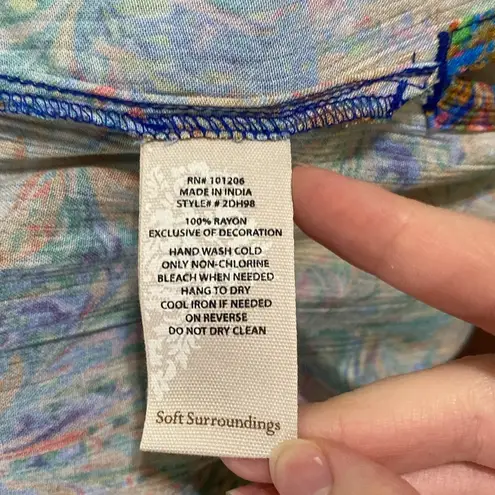 RN# 101206
MADE IN INDIA
STYLE# # 2DH98
100% RAYON
EXCLUSIVE OF DECORATION
HAND WASH COLD
ONLY NON-CHLORINE
BLEACH WHEN NEEDED
HANG TO DRY
COOL IRON IF NEEDED
ON REVERSE
DO NOT DRY CLEAN
Soft Surroundings